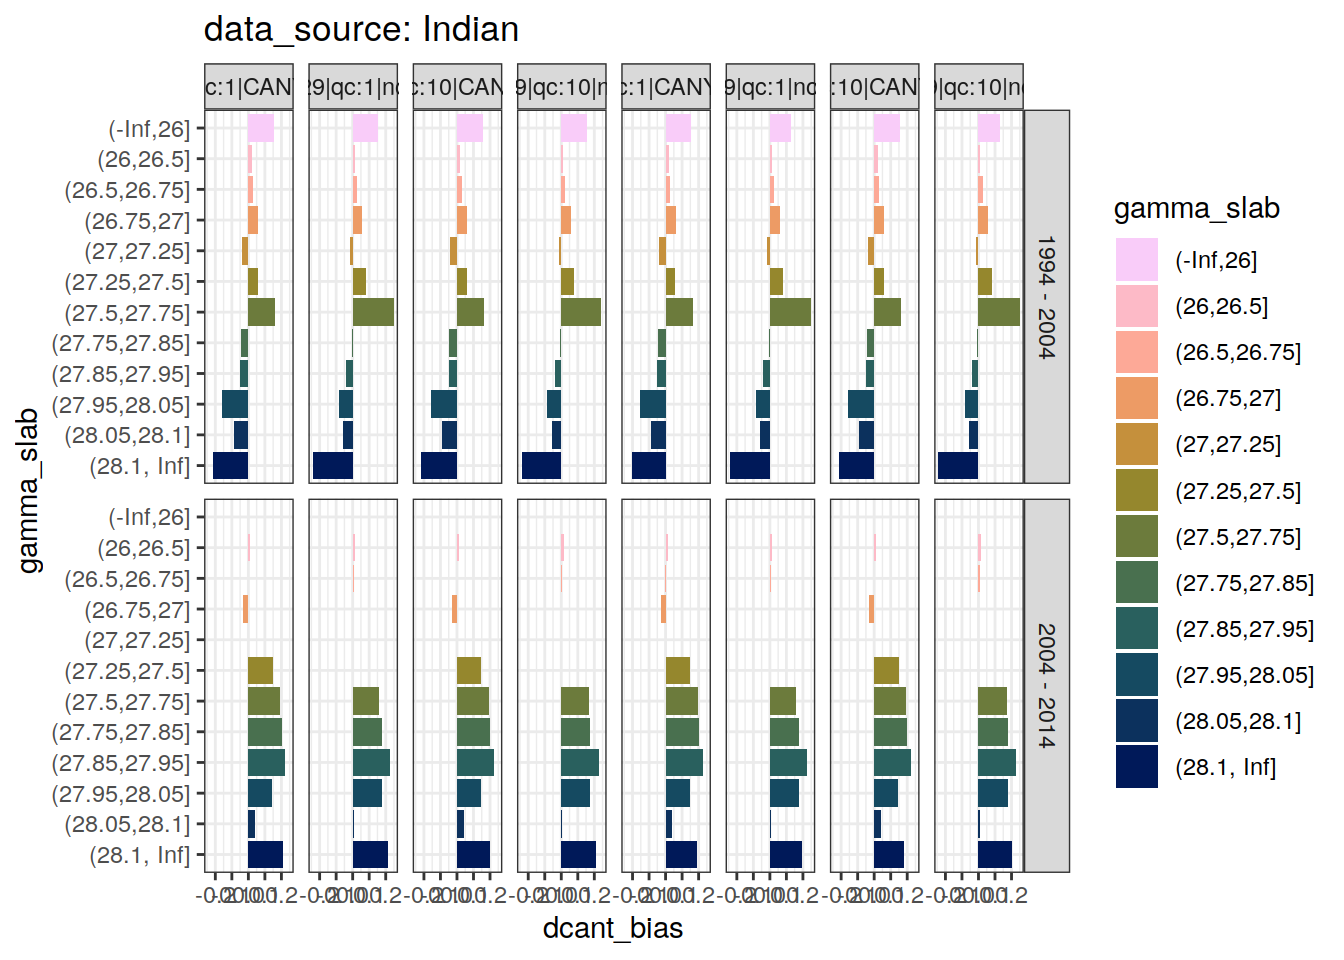 data_source: Indian
c:1|CAN
29|qc:1|n
c:10|CAN
9|qc:10|n
c:1|CAN
9|qc:1|n
:10|CAN
qc:10|n
(-Inf,26]
(26,26.5]
(26.5,26.75]
(26.75,27]
(27,27.25]
(27.25,27.5]
(27.5,27.75]
(27.75,27.85]
(27.85,27.95]
(27.95,28.05]
(28.05,28.1]
(28.1, Inf]
1994 - 2004
(-Inf,26]
(26,26.5]
(26.5,26.75]
(26.75,27]
(27,27.25]
(27.25,27.5]
(27.5,27.75]
(27.75,27.85]
(27.85,27.95]
(27.95,28.05]
(28.05,28.1]
(28.1, Inf]
2004 - 2014
gamma_slab
dcant_bias
gamma_slab
(-Inf,26]
(26,26.5]
(26.5,26.75]
(26.75,27]
(27,27.25]
(27.25,27.5]
(27.5,27.75]
(27.75,27.85]
(27.85,27.95]
(27.95,28.05]
(28.05,28.1]
(28.1, Inf]